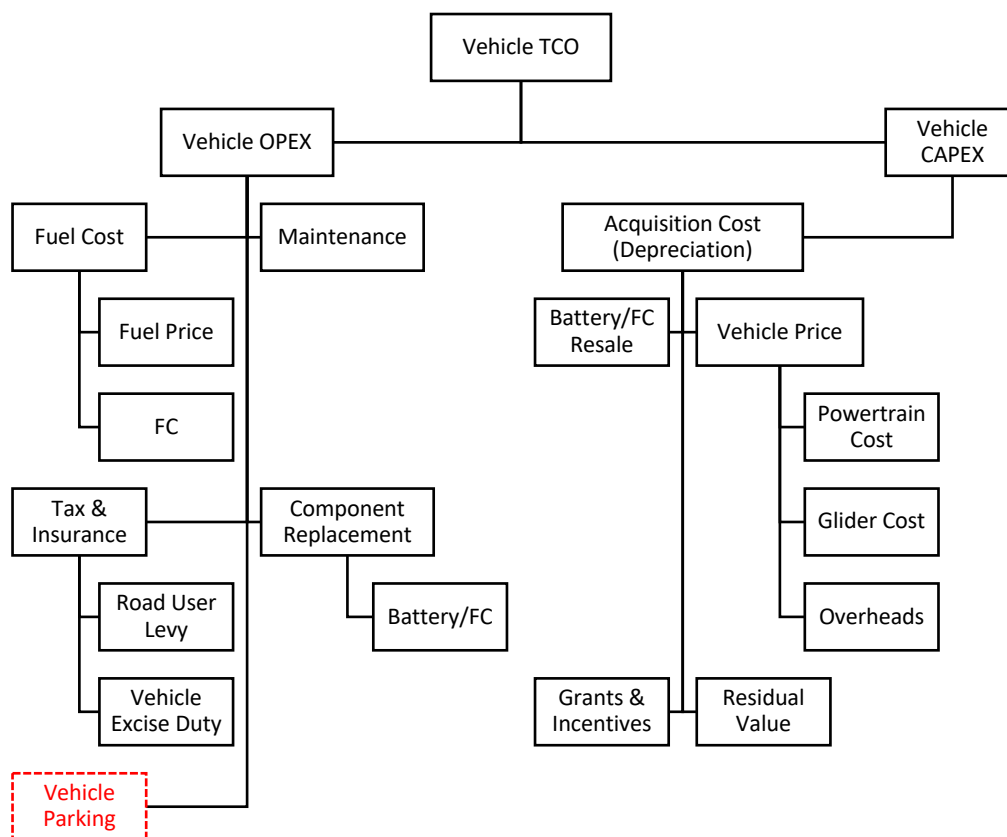 Vehicle TCO
Vehicle OPEX
Vehicle
CAPEX
Fuel Cost
Maintenance
Acquisition Cost
(Depreciation)
Fuel Price
Battery/FC
Resale
Vehicle Price
FC
Powertrain
Cost
Tax &
Insurance
Component
Replacement
Glider Cost
Road User
Levy
Battery/FC
Overheads
Vehicle
Excise Duty
Grants &
Incentives
Residual
Value
Vehicle
Parking